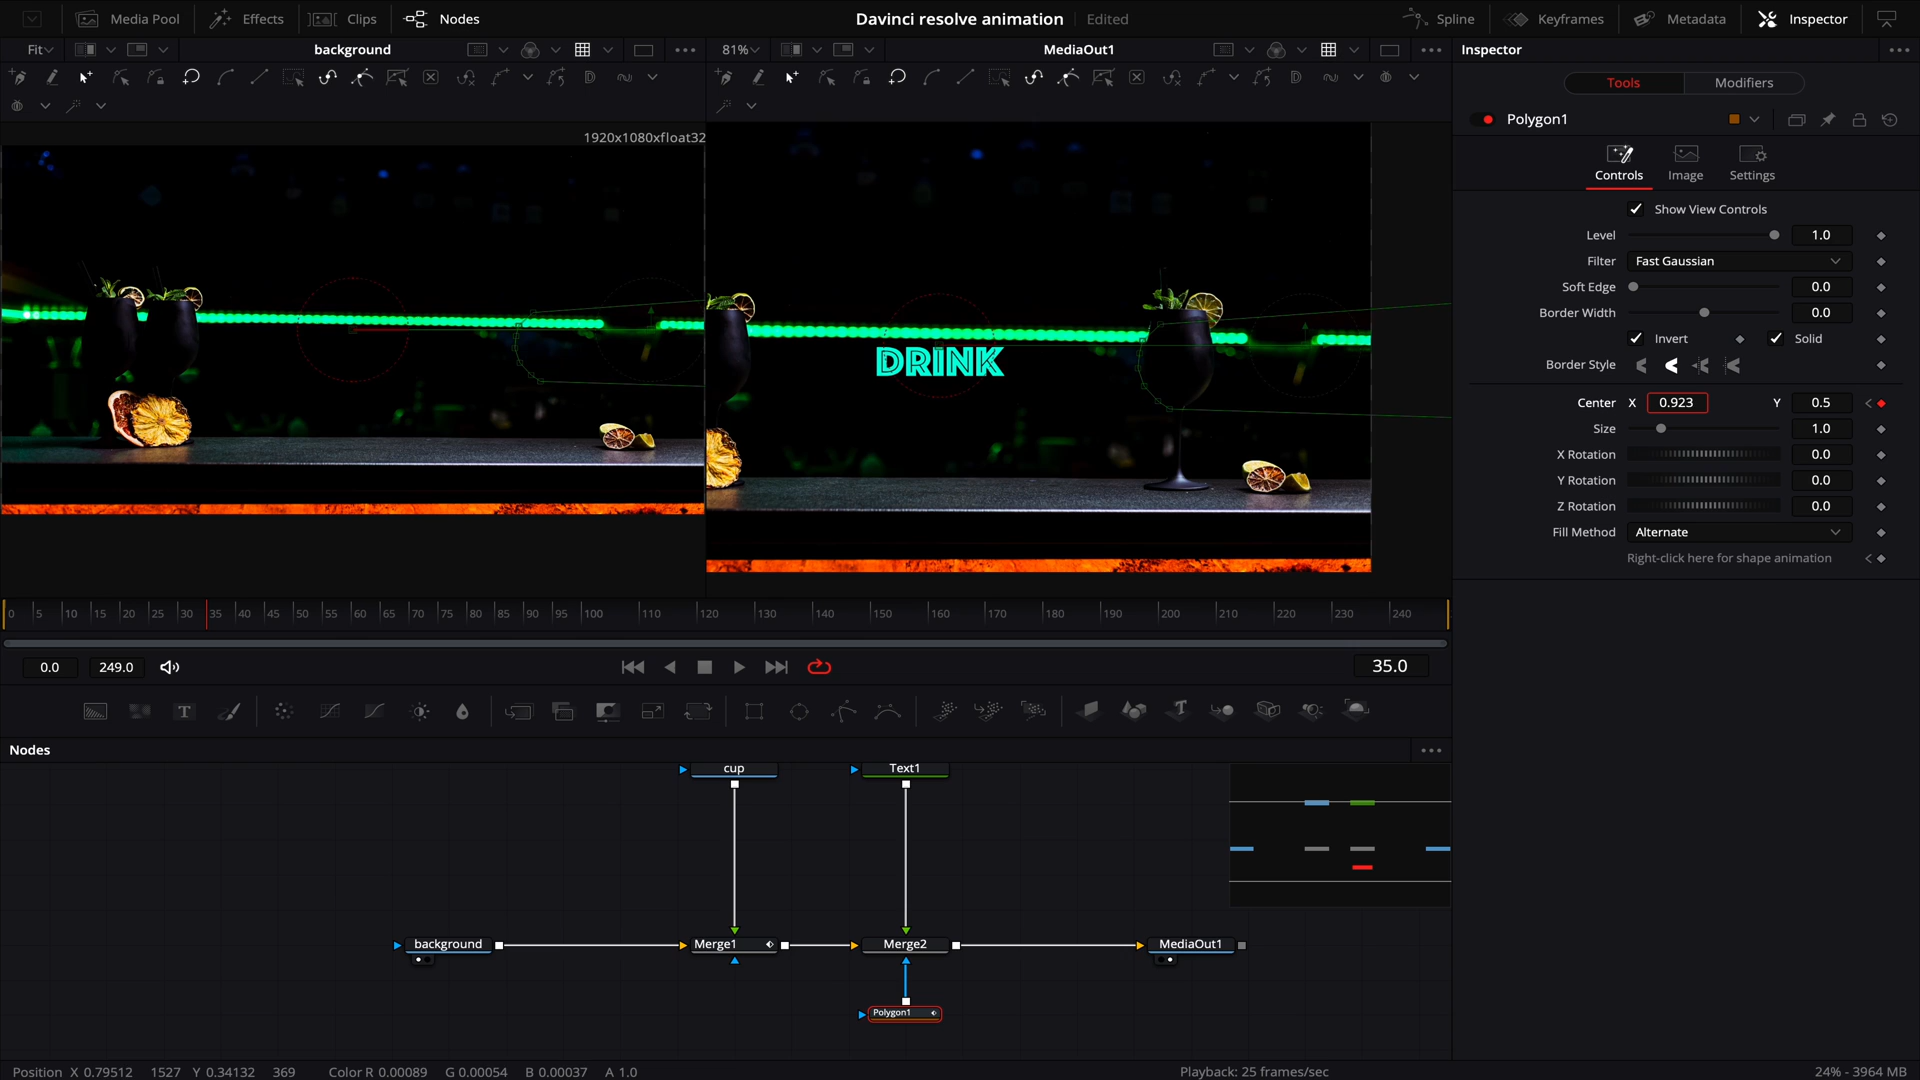 Media Pool Effects Clips Nodes Davinci resolve animation Edited Spline Keyframes Metadata Inspector
Fit background 81% MediaOut1 Inspector
Tools Modifiers
Polygon1
1920x1080xfloat32
Controls Image Settings
Show View Controls
Level 1.0
Filter Fast Gaussian
Soft Edge 0.0
Border Width 0.0
Invert Solid
Border Style
DRINK
Center X 0.923 Y 0.5
Size 1.0
X Rotation 0.0
Y Rotation 0.0
Z Rotation 0.0
Fill Method Alternate
Right-click here for shape animation
0 5 10 15 20 25 30 35 40 45 50 55 60 65 70 75 80 85 90 95 100 110 120 130 140 150 160 170 180 190 200 210 220 230 240
0.0 249.0 35.0
Nodes
cup Text1
background Merge1 Merge2 MediaOut1
Polygon1
Position X 0.79512 1527 Y 0.34132 369 Color R 0.00089 G 0.00054 B 0.00037 A 1.0 Playback: 25 frames/sec 24% - 3964 MB